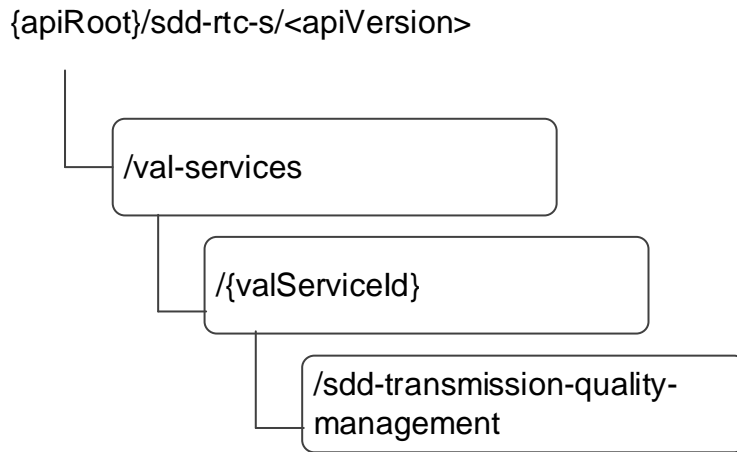 {apiRoot}/sdd-rtc-s/<apiVersion>
/val-services
/{valServiceId}
/sdd-transmission-quality-
management